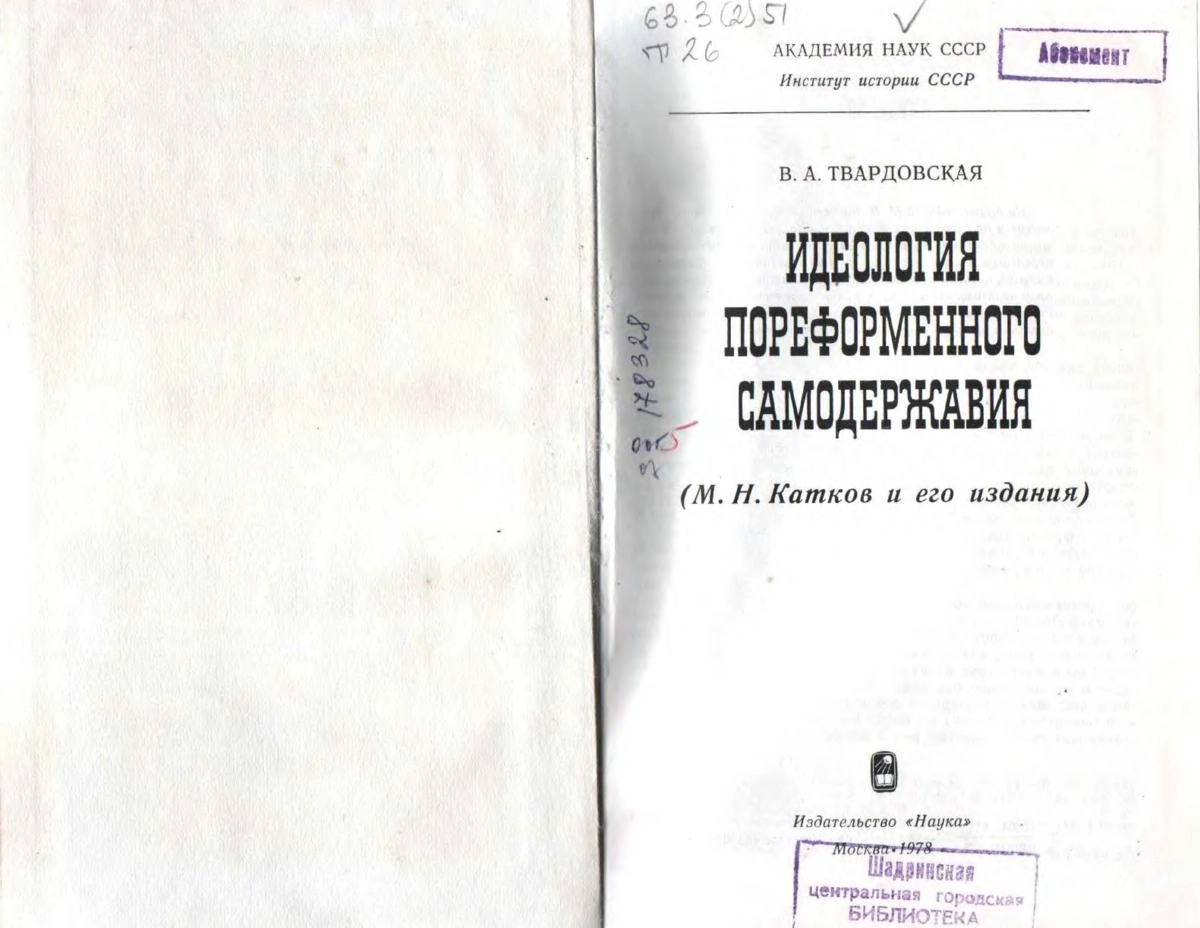 63.3(2)51
Т 26
АКАДЕМИЯ НАУК СССР
Институт истории СССР
Абонемент
В. А. ТВАРДОВСКАЯ
ИДЕОЛОГИЯ
ПОРЕФОРМЕННОГО
САМОДЕРЖАВИЯ
(М. Н. Катков и его издания)
178328
Издательство «Наука»
Москва·1978
Шадринская
центральная городская
БИБЛИОТЕКА